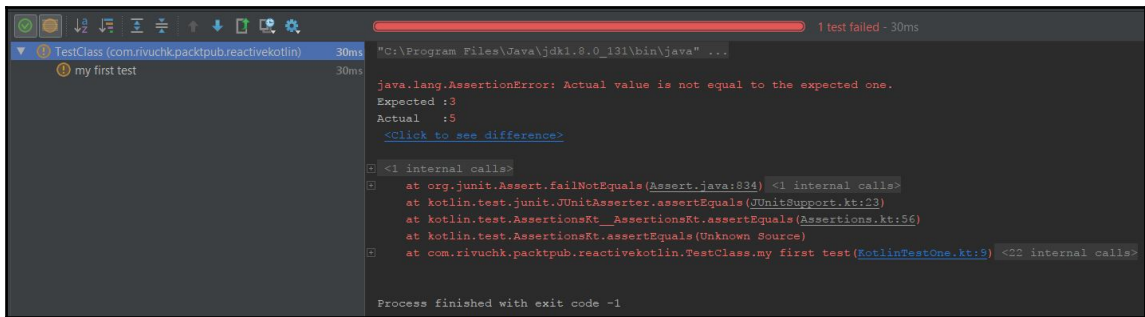 1 test failed - 30ms
TestClass (com.rivuchk.packtpub.reactivekotlin) 30ms
my first test 30ms
"C:\Program Files\Java\jdk1.8.0_131\bin\java" ...
java.lang.AssertionError: Actual value is not equal to the expected one.
Expected :3
Actual :5
<Click to see difference>
<1 internal calls>
at org.junit.Assert.failNotEquals(Assert.java:834) <1 internal calls>
at kotlin.test.junit.JUnitAsserter.assertEquals(JUnitSupport.kt:23)
at kotlin.test.AssertionsKt__AssertionsKt.assertEquals(Assertions.kt:56)
at kotlin.test.AssertionsKt.assertEquals(Unknown Source)
at com.rivuchk.packtpub.reactivekotlin.TestClass.my first test(KotlinTestOne.kt:9) <22 internal calls>
Process finished with exit code -1